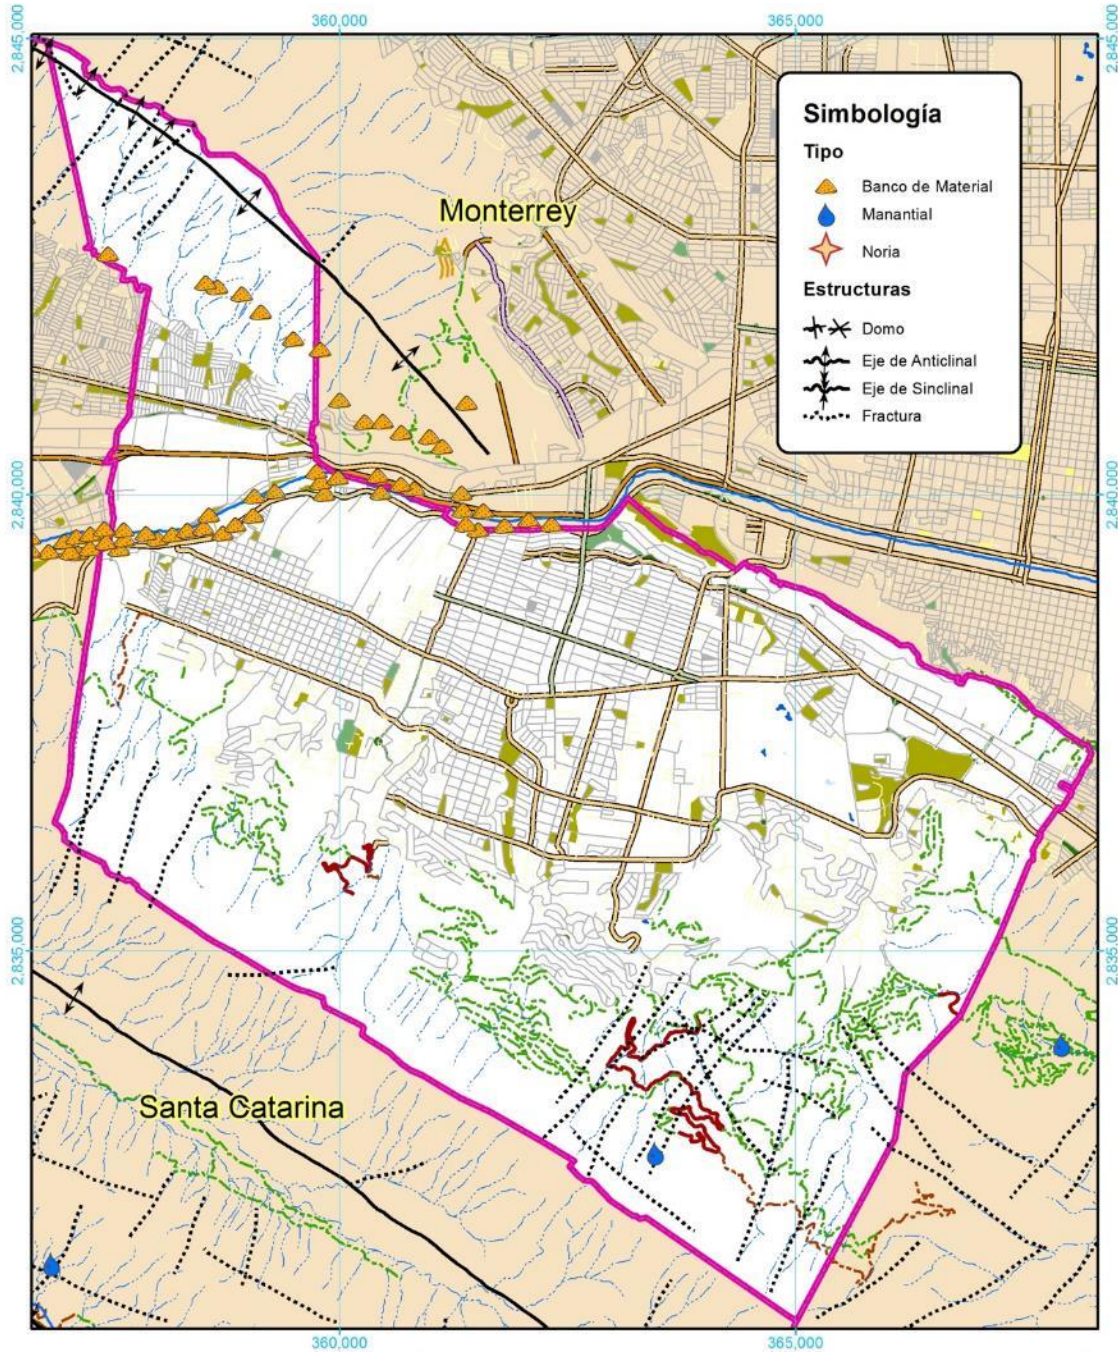 360,000
365,000
2,845,000
2,845,000
Simbología
Tipo
Banco de Material
Manantial
Noria
Estructuras
Domo
Eje de Anticlinal
Eje de Sinclinal
Fractura
Monterrey
2,840,000
2,840,000
2,835,000
2,835,000
Santa Catarina
360,000
365,000